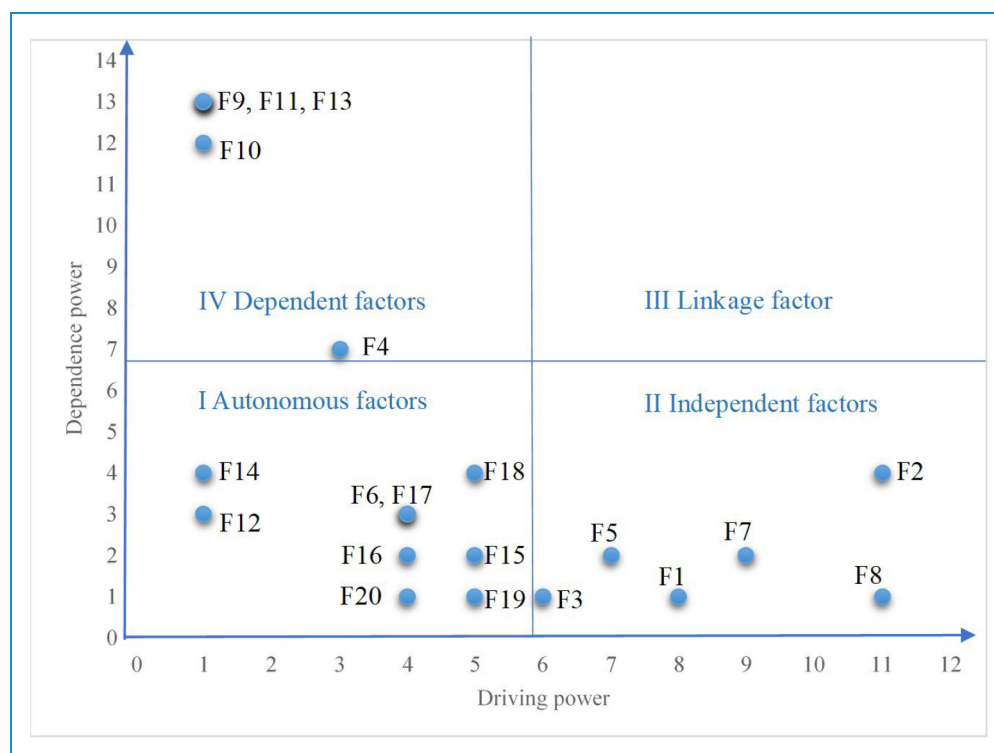 14
13
F9, F11, F13
12
F10
11
10
9
8
IV Dependent factors
III Linkage factor
7
F4
6
I Autonomous factors
II Independent factors
5
4
F14
F18
F2
F6, F17
3
F12
F5
F7
2
F16
F15
F1
F8
1
F20
F19
F3
0
0 1 2 3 4 5 6 7 8 9 10 11 12
Dependence power
Driving power